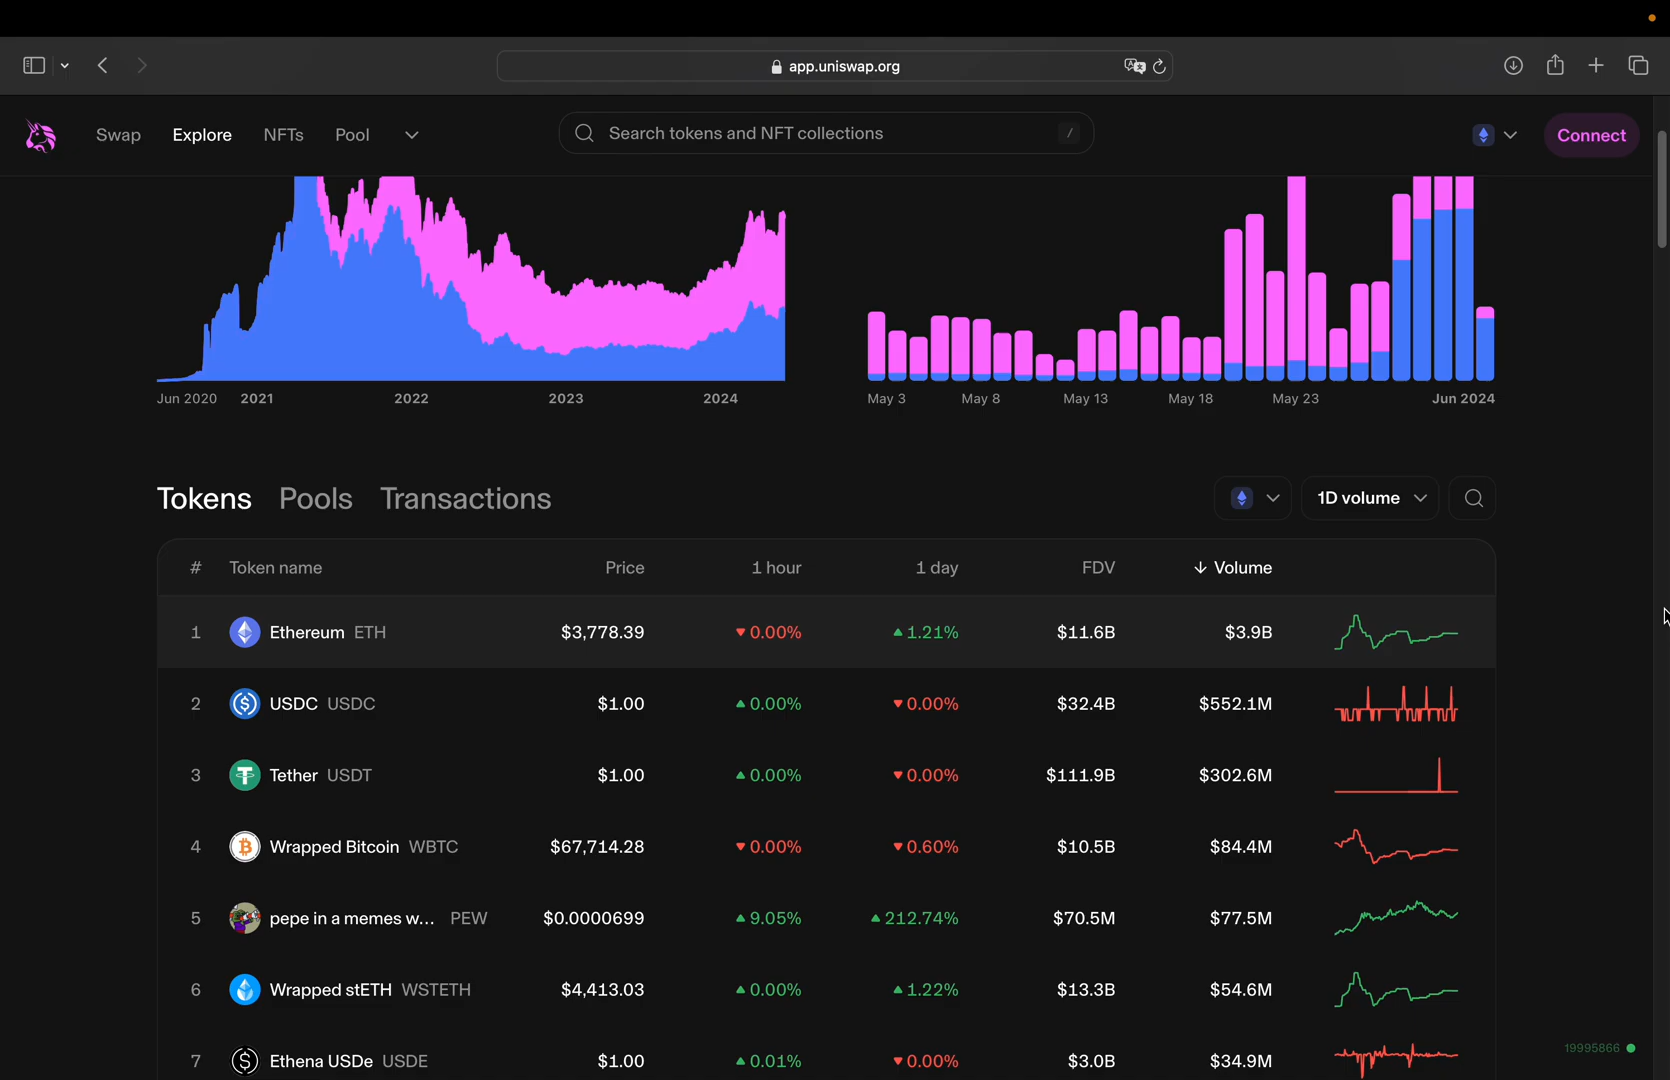 app.uniswap.org
Swap Explore NFTs Pool Search tokens and NFT collections / Connect
Jun 2020 2021 2022 2023 2024 May 3 May 8 May 13 May 18 May 23 Jun 2024
Tokens Pools Transactions 1D volume
# Token name Price 1 hour 1 day FDV Volume
1 Ethereum ETH $3,778.39 0.00% 1.21% $11.6B $3.9B
2 USDC USDC $1.00 0.00% 0.00% $32.4B $552.1M
3 Tether USDT $1.00 0.00% 0.00% $111.9B $302.6M
4 Wrapped Bitcoin WBTC $67,714.28 0.00% 0.60% $10.5B $84.4M
5 pepe in a memes w... PEW $0.0000699 9.05% 212.74% $70.5M $77.5M
6 Wrapped stETH WSTETH $4,413.03 0.00% 1.22% $13.3B $54.6M
7 Ethena USDe USDE $1.00 0.01% 0.00% $3.0B $34.9M
19995866